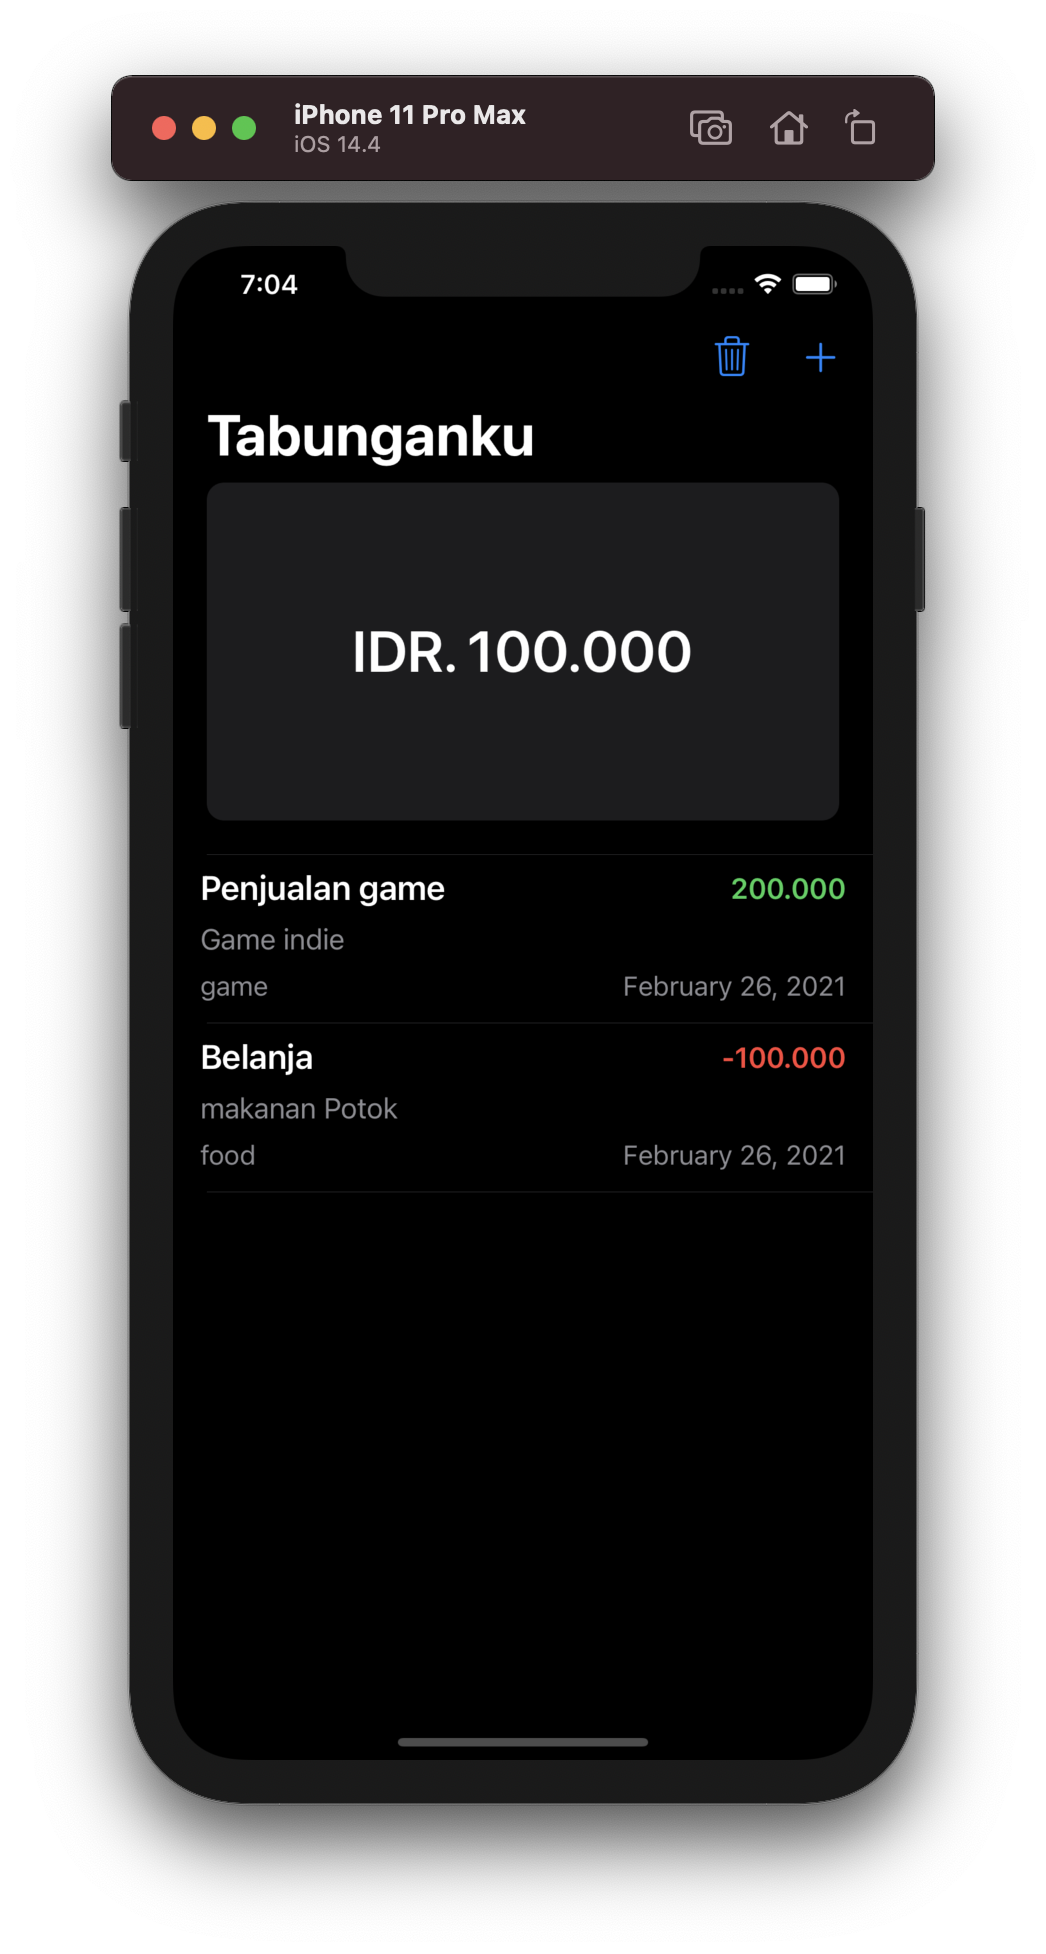 iPhone 11 Pro Max
iOS 14.4
7:04
Tabunganku
IDR. 100.000
Penjualan game 200.000
Game indie
game February 26, 2021
Belanja -100.000
makanan Potok
food February 26, 2021